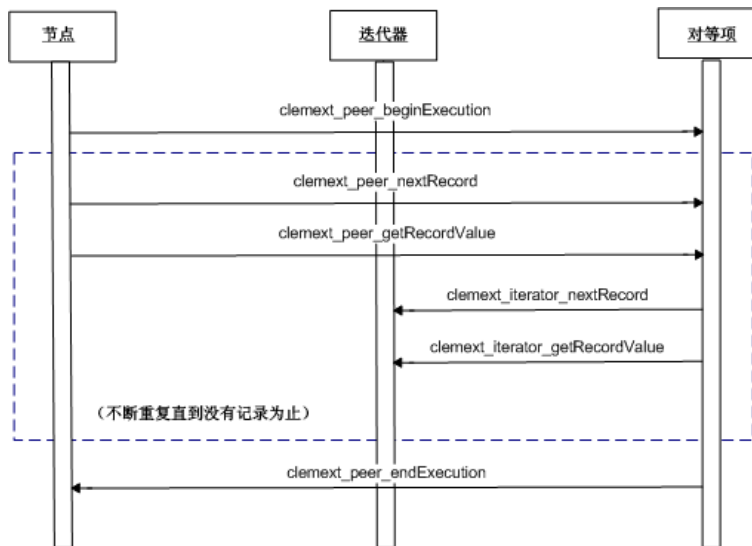 节点
迭代器
对等项
clemext_peer_beginExecution
clemext_peer_nextRecord
clemext_peer_getRecordValue
clemext_iterator_nextRecord
clemext_iterator_getRecordValue
（不断重复直到没有记录为止）
clemext_peer_endExecution